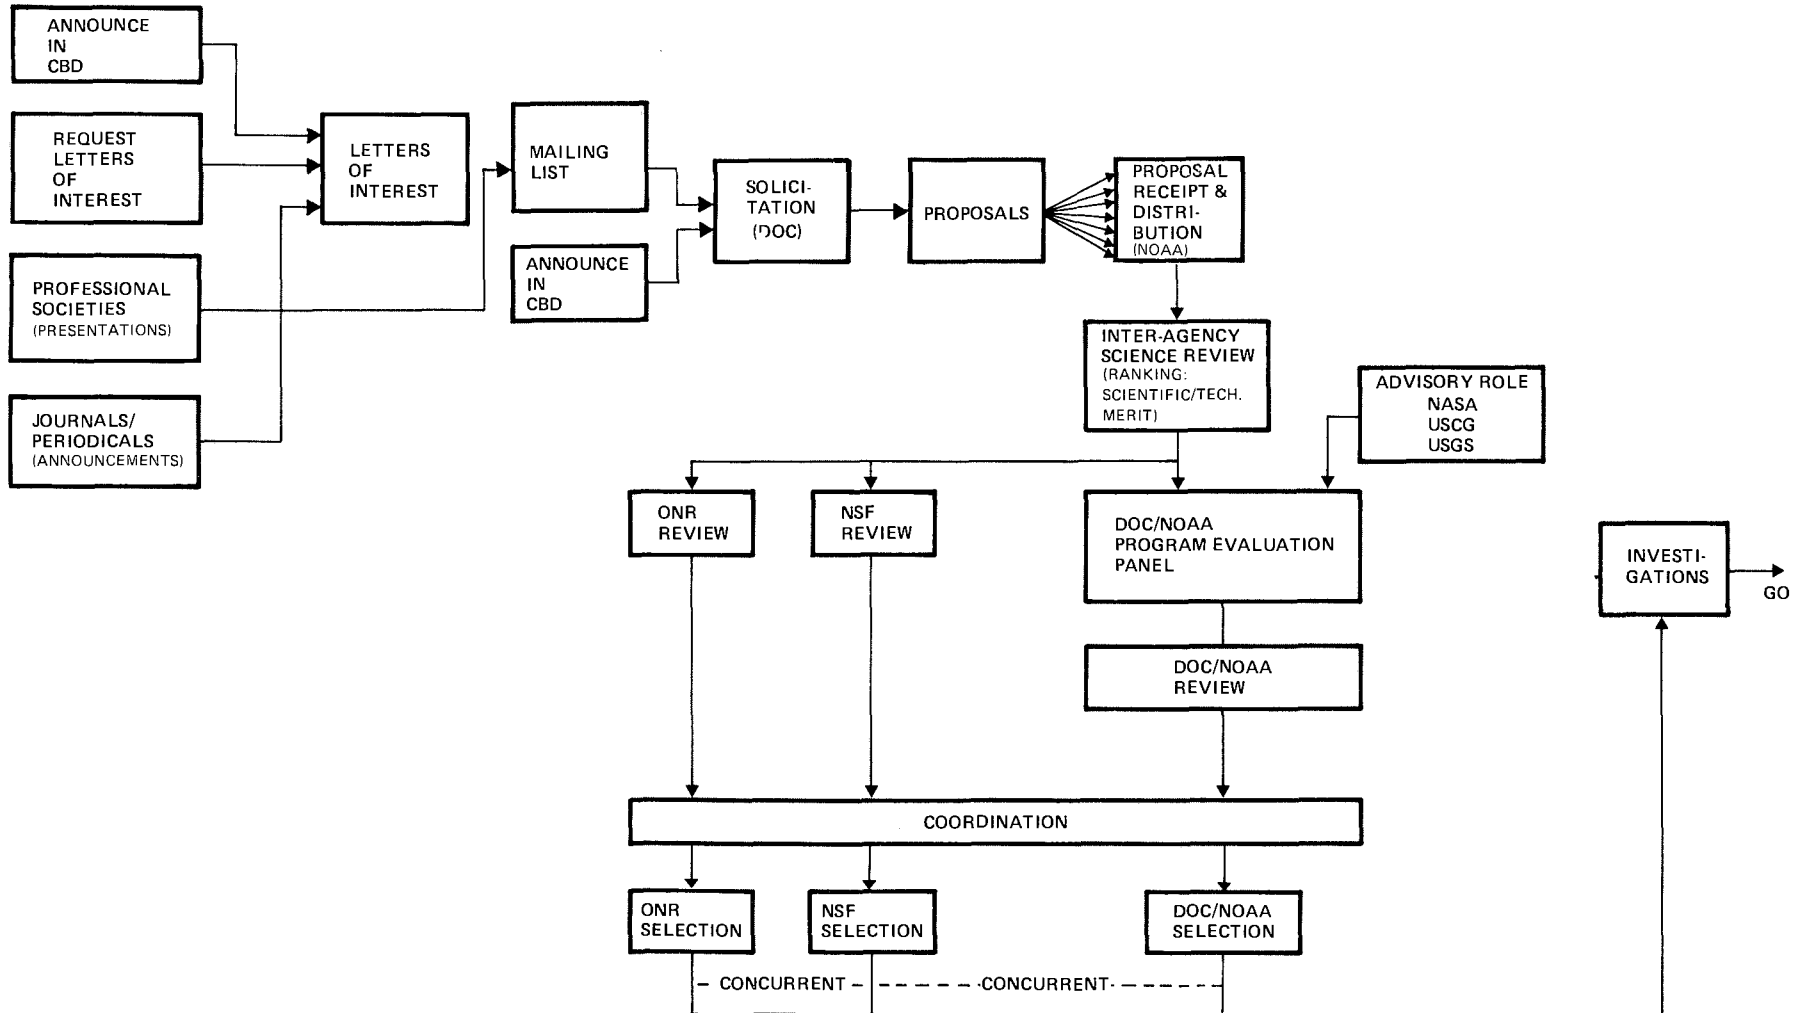 ANNOUNCE
IN
CBD
REQUEST
LETTERS
OF
INTEREST
PROFESSIONAL
SOCIETIES
(PRESENTATIONS)
JOURNALS/
PERIODICALS
(ANNOUNCEMENTS)
LETTERS
OF
INTEREST
MAILING
LIST
ANNOUNCE
IN
CBD
SOLICI-
TATION
(DOC)
PROPOSALS
PROPOSAL
RECEIPT &
DISTRI-
BUTION
(NOAA)
INTER-AGENCY
SCIENCE REVIEW
(RANKING:
SCIENTIFIC/TECH.
MERIT)
ADVISORY ROLE
NASA
USCG
USGS
ONR
REVIEW
NSF
REVIEW
DOC/NOAA
PROGRAM EVALUATION
PANEL
DOC/NOAA
REVIEW
INVESTI-
GATIONS
GO
COORDINATION
ONR
SELECTION
NSF
SELECTION
DOC/NOAA
SELECTION
CONCURRENT
CONCURRENT